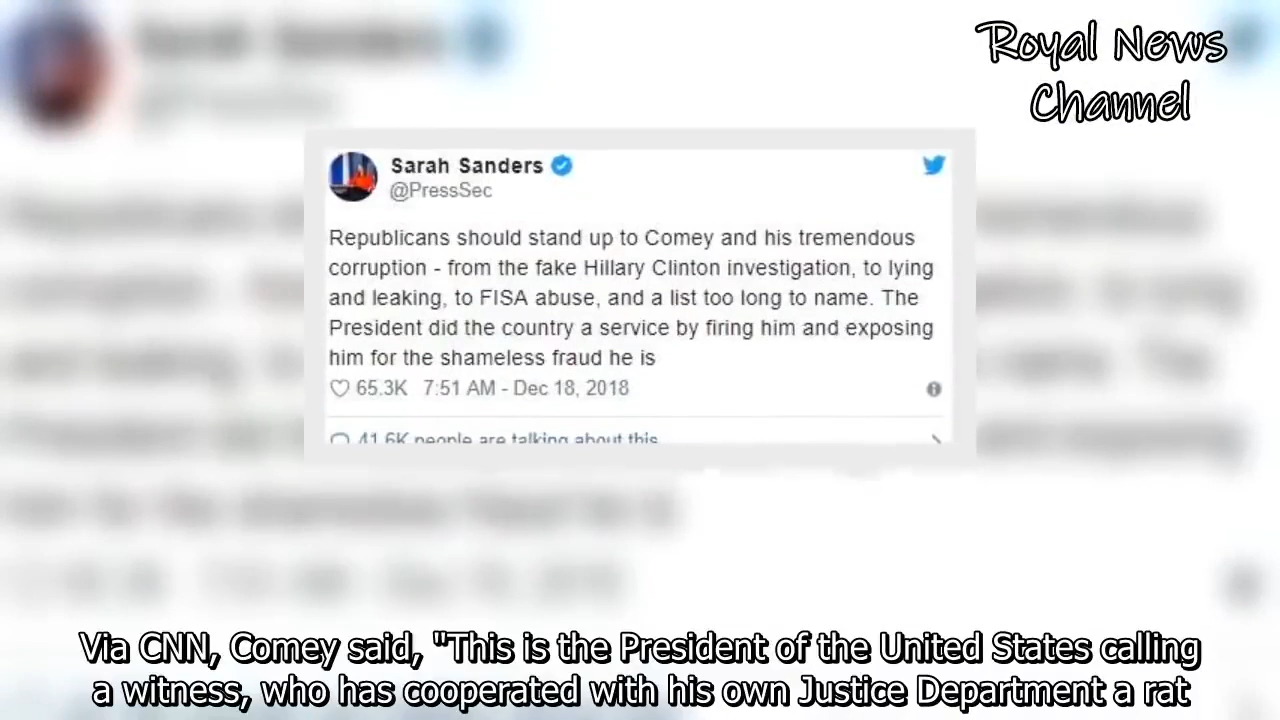 Royal News
Channel
Sarah Sanders
@PressSec
Republicans should stand up to Comey and his tremendous
corruption - from the fake Hillary Clinton investigation, to lying
and leaking, to FISA abuse, and a list too long to name. The
President did the country a service by firing him and exposing
him for the shameless fraud he is
65.3K 7:51 AM - Dec 18, 2018
41.6K people are talking about this
Via CNN, Comey said, "This is the President of the United States calling
a witness, who has cooperated with his own Justice Department a rat